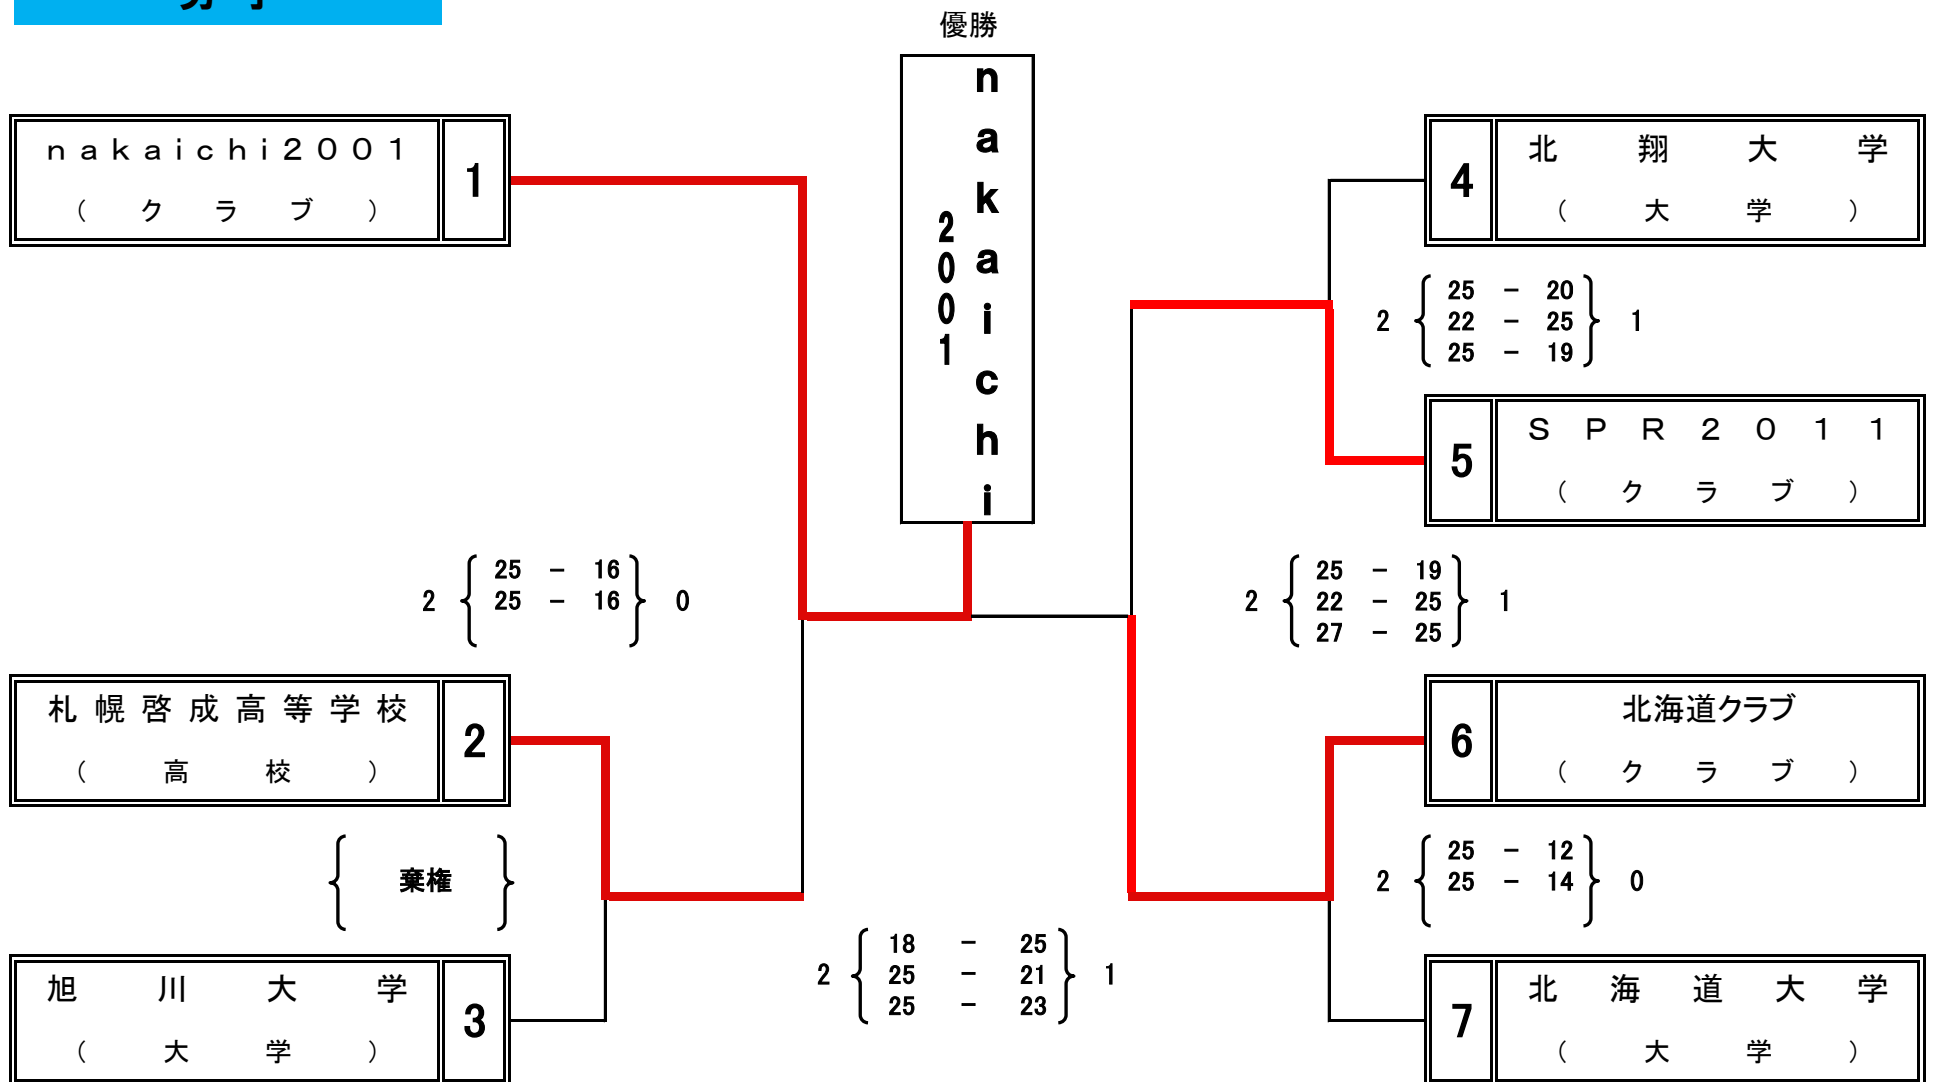 優勝
nakaichi
2001
nakaichi2001
(クラブ)
1
2 25 - 16 0
25 - 16
札幌啓成高等学校
(高校)
2
棄権
旭川大学
(大学)
3
2 18 - 25 1
25 - 21
25 - 23
4
北翔大学
(大学)
2 25 - 20 1
22 - 25
25 - 19
5
SPR2011
(クラブ)
2 25 - 19 1
22 - 25
27 - 25
6
北海道クラブ
(クラブ)
2 25 - 12 0
25 - 14
7
北海道大学
(大学)